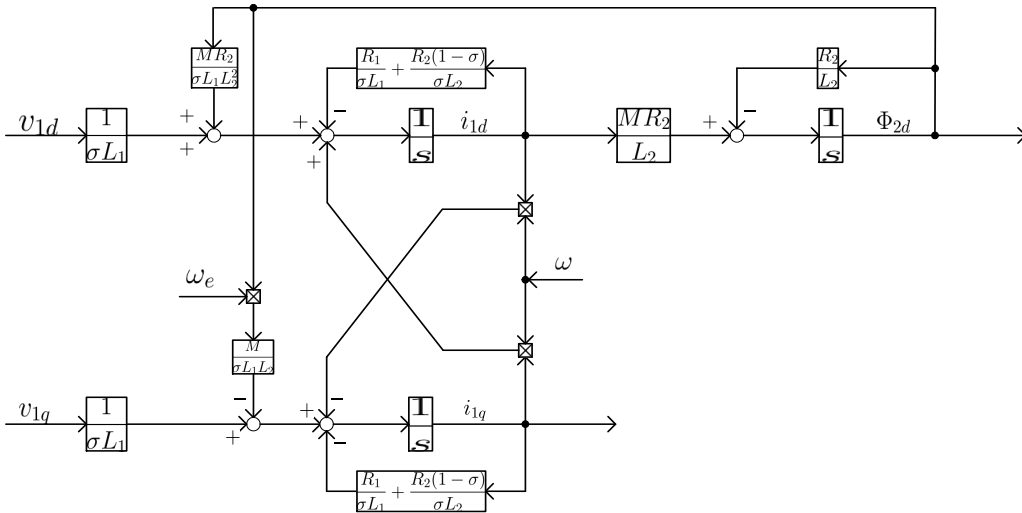 MR₂/σL₁L₂²
R₁/σL₁ + R₂(1−σ)/σL₂
R₂/L₂
v₁d
1/σL₁
+
+
+
−
+
1/s
i₁d
MR₂/L₂
+
−
1/s
Φ₂d
ωₑ
ω
M/σL₁L₂
v₁q
1/σL₁
−
+
+
−
−
1/s
i₁q
R₁/σL₁ + R₂(1−σ)/σL₂